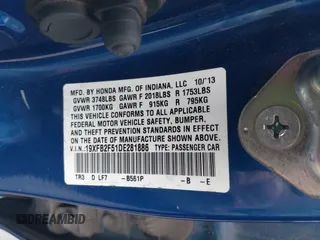 MFD. BY HONDA MFG. OF INDIANA, LLC 10/13
GVWR 3748LBS GAWR F 2018LBS R 1753LBS
GVWR 1700KG GAWR F 915KG R 795KG
THIS VEHICLE CONFORMS TO ALL APPLICABLE
FEDERAL MOTOR VEHICLE SAFETY, BUMPER,
AND THEFT PREVENTION STANDARDS IN EFFECT
ON THE DATE OF MANUFACTURE SHOWN ABOVE.
V.I.N.: 19XFB2F51DE281886 TYPE: PASSENGER CAR
TR3 D LF7 - B561P - B - E
DREAMBID